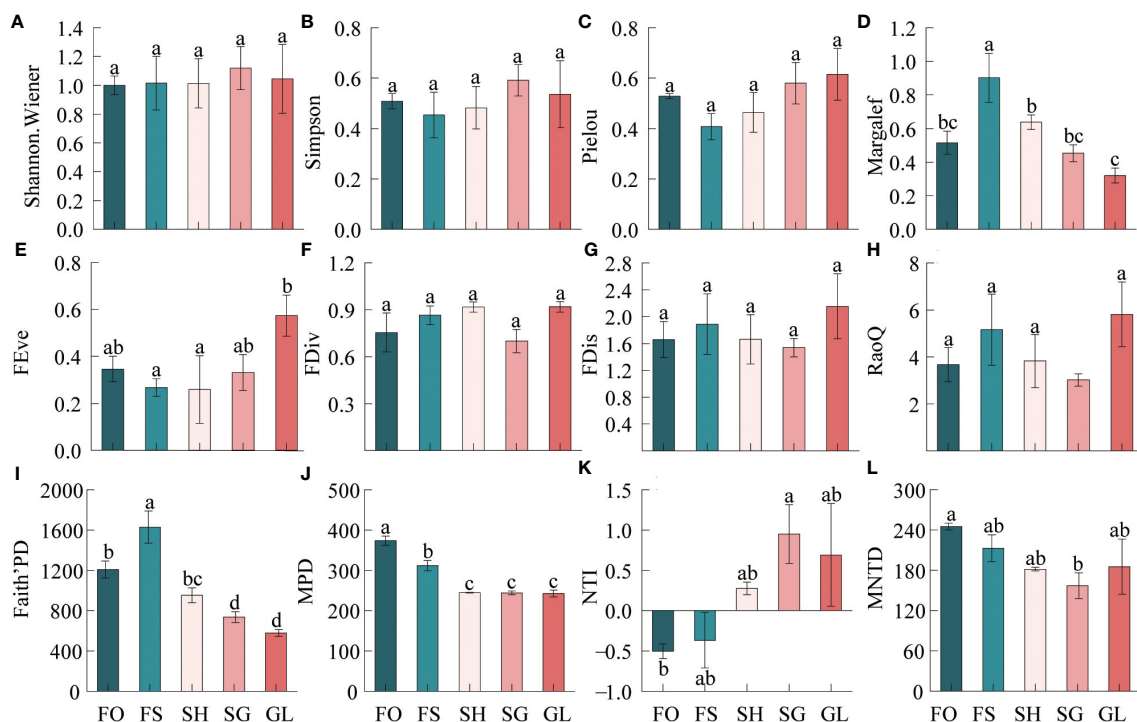 A
Shannon.Wiener
1.4
1.2
1.0
0.8
0.6
0.4
0.2
0.0
a a a a a
B
Simpson
0.8
0.6
0.4
0.2
0.0
a a a a a
C
Pielou
0.8
0.6
0.4
0.2
0.0
a a a a a
D
Margalef
1.2
1.0
0.8
0.6
0.4
0.2
0.0
bc a b bc c
E
FEve
0.8
0.6
0.4
0.2
0.0
ab a a ab b
F
FDiv
1.2
0.9
0.6
0.3
a a a a a
G
FDis
2.8
2.4
2.0
1.6
1.2
0.8
0.4
a a a a a
H
RaoQ
8
6
4
2
a a a a
I
Faith'PD
2000
1600
1200
800
400
0
b a bc d d
FO FS SH SG GL
J
MPD
500
400
300
200
100
0
a b c c c
FO FS SH SG GL
K
NTI
1.5
1.0
0.5
0.0
−0.5
−1.0
b ab ab a ab
FO FS SH SG GL
L
MNTD
300
240
180
120
60
0
a ab ab b ab
FO FS SH SG GL